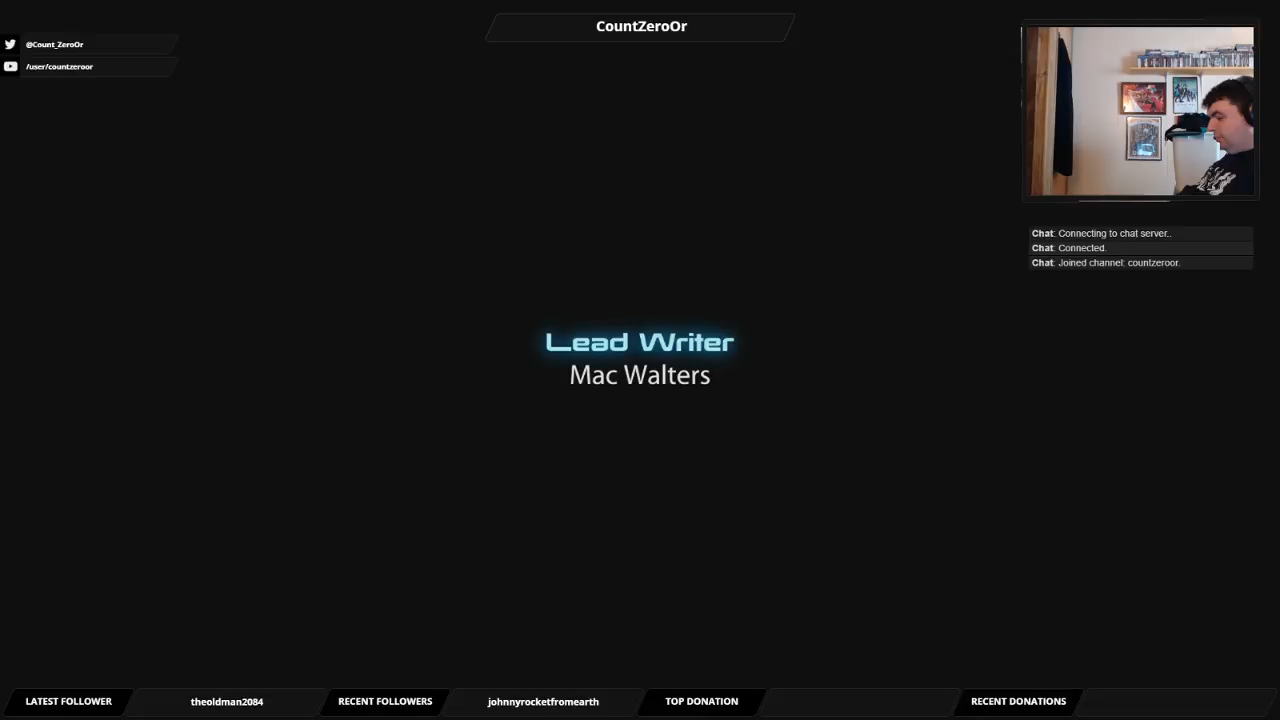 CountZeroOr
@Count_ZeroOr
/user/countzeroor
Chat: Connecting to chat server..
Chat: Connected.
Chat: Joined channel: countzeroor.
Lead Writer
Mac Walters
LATEST FOLLOWER
theoldman2084
RECENT FOLLOWERS
johnnyrocketfromearth
TOP DONATION
RECENT DONATIONS